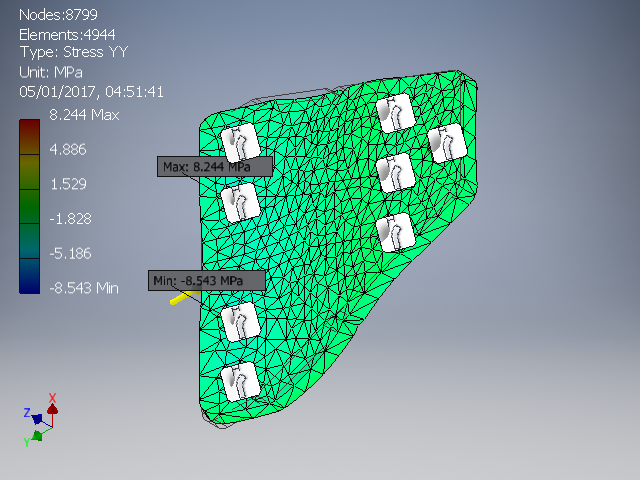 Nodes:8799
Elements:4944
Type: Stress YY
Unit: MPa
05/01/2017, 04:51:41
8.244 Max
4.886
1.529
-1.828
-5.186
-8.543 Min
Max: 8.244 MPa
Min: -8.543 MPa
X
Z
Y